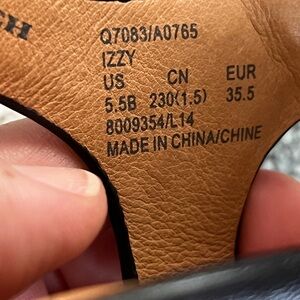 Q7083/A0765
IZZY
US CN EUR
5.5B 230(1.5) 35.5
8009354/L14
MADE IN CHINA/CHINE